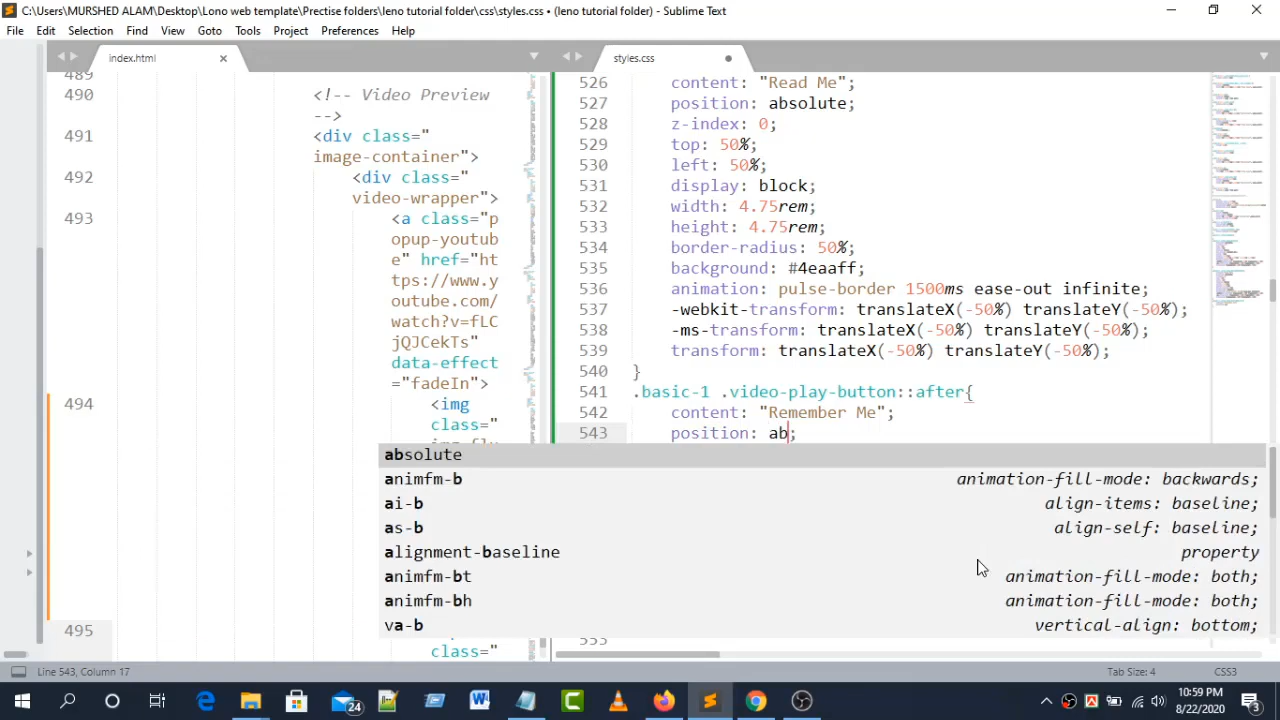 C:\Users\MURSHED ALAM\Desktop\Lono web template\Prectise folders\leno tutorial folder\css\styles.css • (leno tutorial folder) - Sublime Text
File Edit Selection Find View Goto Tools Project Preferences Help
index.html
styles.css
489
490 <!-- Video Preview
-->
491 <div class="
image-container">
492 <div class="
video-wrapper">
493 <a class="p
opup-youtub
e" href="ht
tps://www.y
outube.com/
watch?v=fLC
jQJCekTs"
data-effect
="fadeIn">
494 <img
class="
495
class="
526 content: "Read Me";
527 position: absolute;
528 z-index: 0;
529 top: 50%;
530 left: 50%;
531 display: block;
532 width: 4.75rem;
533 height: 4.75rem;
534 border-radius: 50%;
535 background: #4eaaff;
536 animation: pulse-border 1500ms ease-out infinite;
537 -webkit-transform: translateX(-50%) translateY(-50%);
538 -ms-transform: translateX(-50%) translateY(-50%);
539 transform: translateX(-50%) translateY(-50%);
540 }
541 .basic-1 .video-play-button::after{
542 content: "Remember Me";
543 position: ab;
absolute
animfm-b animation-fill-mode: backwards;
ai-b align-items: baseline;
as-b align-self: baseline;
alignment-baseline property
animfm-bt animation-fill-mode: both;
animfm-bh animation-fill-mode: both;
va-b vertical-align: bottom;
553
Line 543, Column 17 Tab Size: 4 CSS3
24
10:59 PM
8/22/2020
3